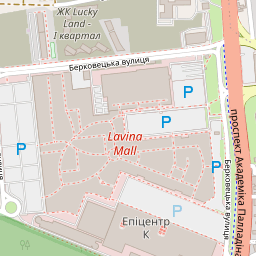 ЖК Lucky
Land -
I квартал
Берковецька вулиця
P
P
Lavina
Mall
P
P
P
Епіцентр
К
проспект Академіка Палладіна
Берковецька вулиця